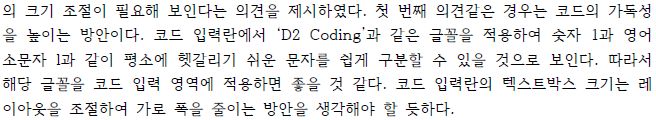 의 크기 조절이 필요해 보인다는 의견을 제시하였다. 첫 번째 의견같은 경우는 코드의 가독성
을 높이는 방안이다. 코드 입력란에서 ‘D2 Coding’과 같은 글꼴을 적용하여 숫자 1과 영어
소문자 l과 같이 평소에 헷갈리기 쉬운 문자를 쉽게 구분할 수 있을 것으로 보인다. 따라서
해당 글꼴을 코드 입력 영역에 적용하면 좋을 것 같다. 코드 입력란의 텍스트박스 크기는 레
이아웃을 조절하여 가로 폭을 줄이는 방안을 생각해야 할 듯하다.